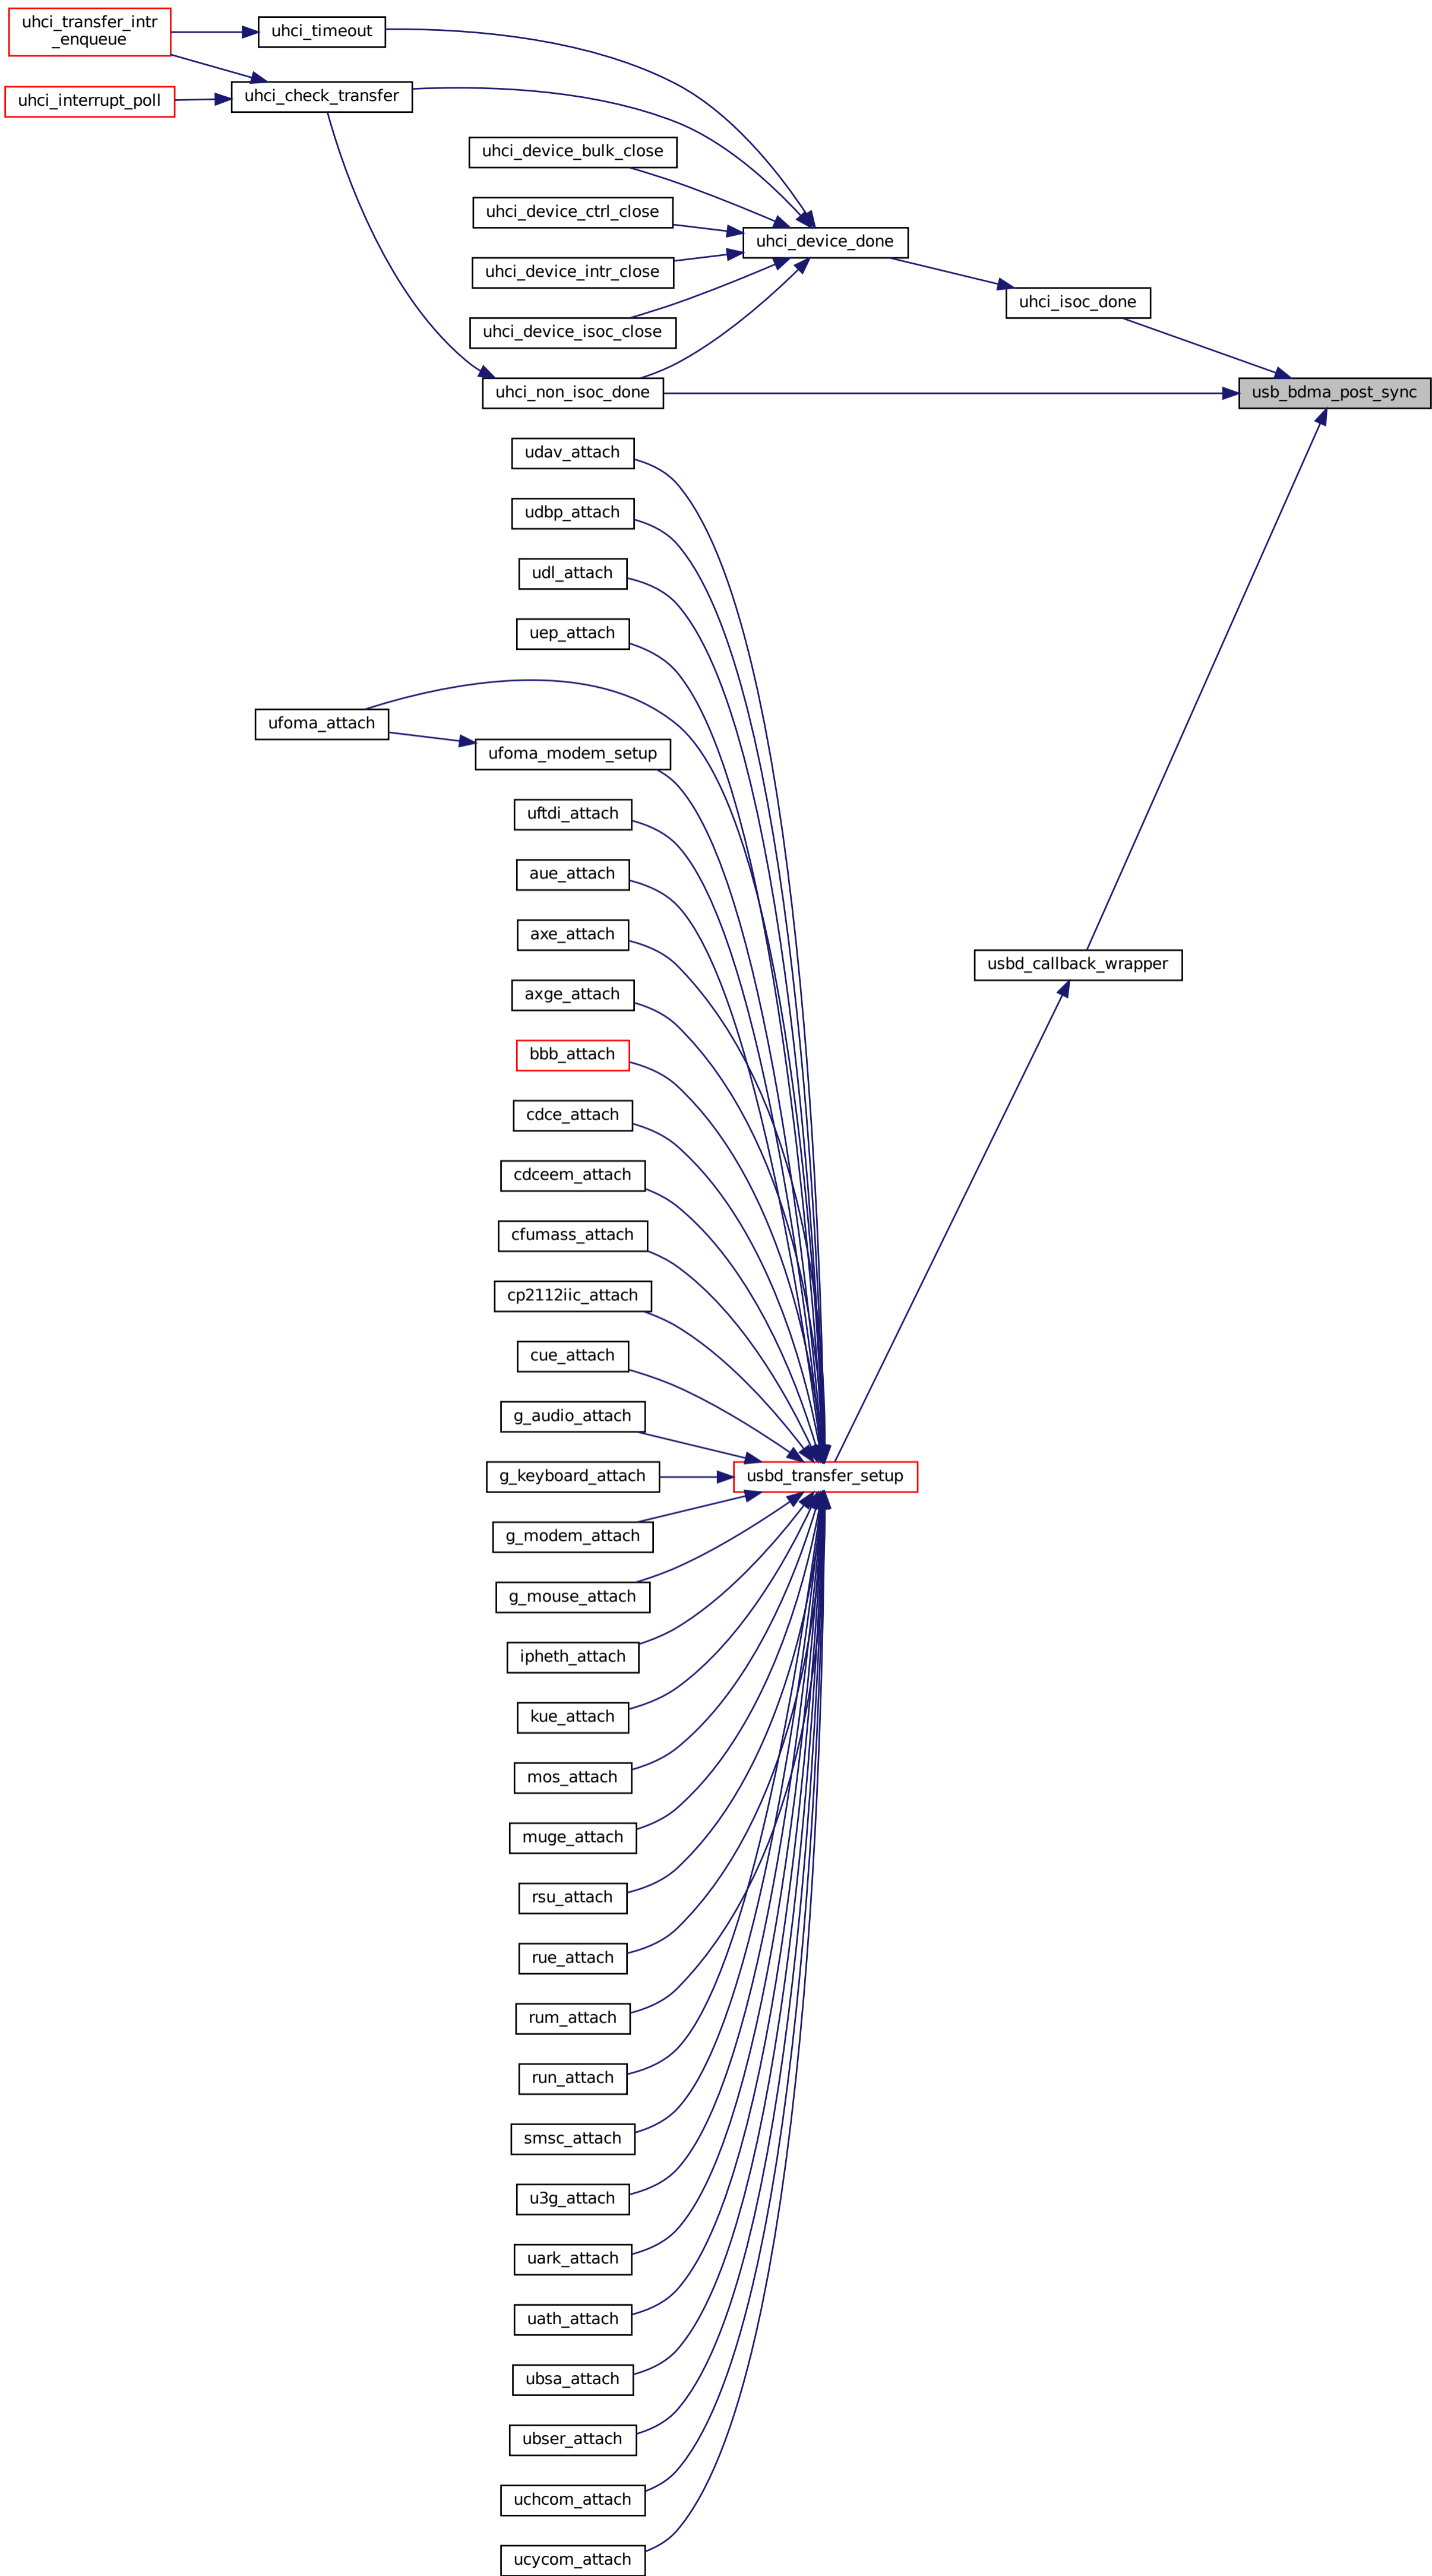 uhci_transfer_intr
_enqueue
uhci_timeout
uhci_interrupt_poll
uhci_check_transfer
uhci_device_bulk_close
uhci_device_ctrl_close
uhci_device_done
uhci_device_intr_close
uhci_isoc_done
uhci_device_isoc_close
uhci_non_isoc_done
usb_bdma_post_sync
udav_attach
udbp_attach
udl_attach
uep_attach
ufoma_attach
ufoma_modem_setup
uftdi_attach
aue_attach
axe_attach
usbd_callback_wrapper
axge_attach
bbb_attach
cdce_attach
cdceem_attach
cfumass_attach
cp2112iic_attach
cue_attach
g_audio_attach
g_keyboard_attach
usbd_transfer_setup
g_modem_attach
g_mouse_attach
ipheth_attach
kue_attach
mos_attach
muge_attach
rsu_attach
rue_attach
rum_attach
run_attach
smsc_attach
u3g_attach
uark_attach
uath_attach
ubsa_attach
ubser_attach
uchcom_attach
ucycom_attach